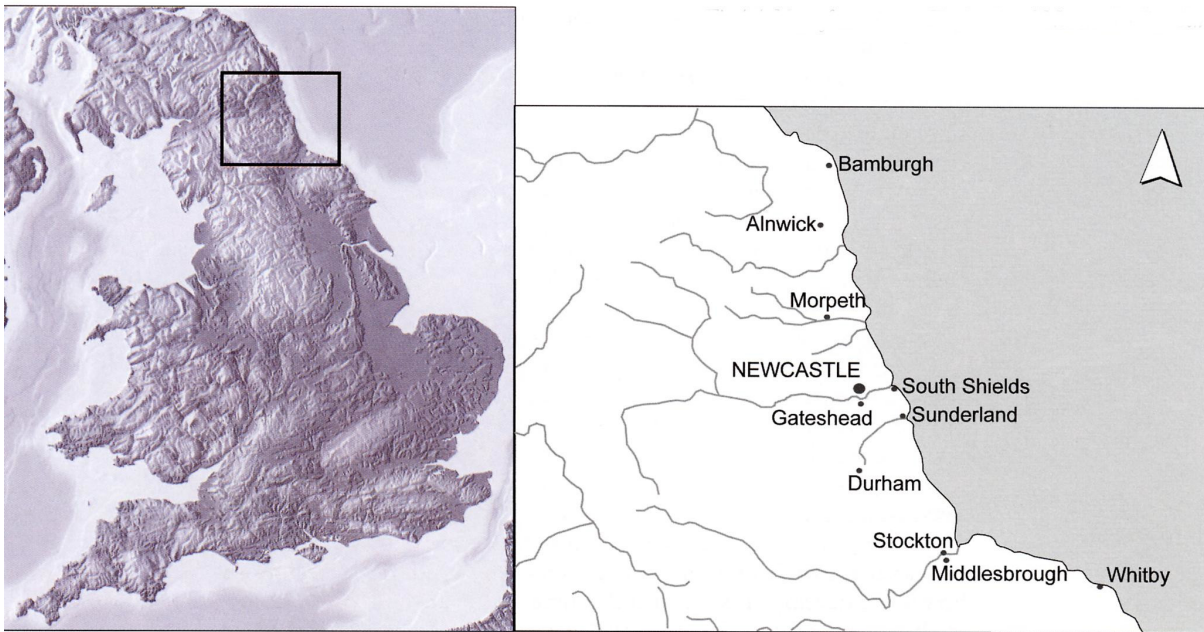 Bamburgh
Alnwick
Morpeth
NEWCASTLE
South Shields
Gateshead
Sunderland
Durham
Stockton
Middlesbrough
Whitby